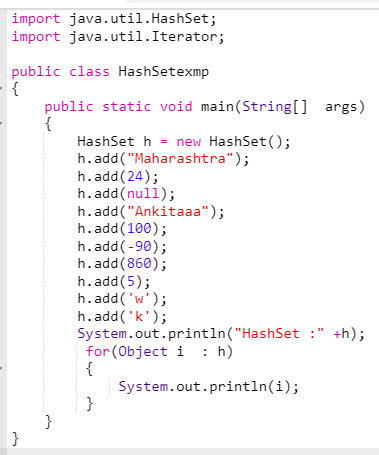 import java.util.HashSet;
import java.util.Iterator;
public class HashSetexmp
{
public static void main(String[] args)
{
HashSet h = new HashSet();
h.add("Maharashtra");
h.add(24);
h.add(null);
h.add("Ankitaaa");
h.add(100);
h.add(-90);
h.add(860);
h.add(5);
h.add('w');
h.add('k');
System.out.println("HashSet :" +h);
for(Object i : h)
{
System.out.println(i);
}
}
}